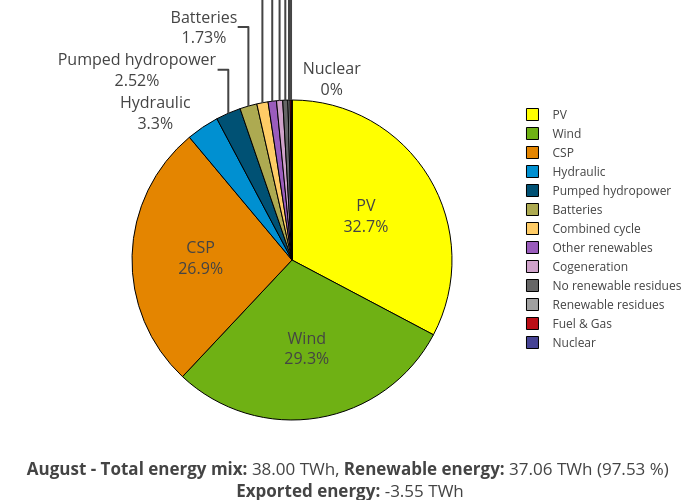 Batteries
1.73%
Pumped hydropower
2.52%
Hydraulic
3.3%
Nuclear
0%
PV
32.7%
CSP
26.9%
Wind
29.3%
PV
Wind
CSP
Hydraulic
Pumped hydropower
Batteries
Combined cycle
Other renewables
Cogeneration
No renewable residues
Renewable residues
Fuel & Gas
Nuclear
August - Total energy mix: 38.00 TWh, Renewable energy: 37.06 TWh (97.53 %)
Exported energy: -3.55 TWh